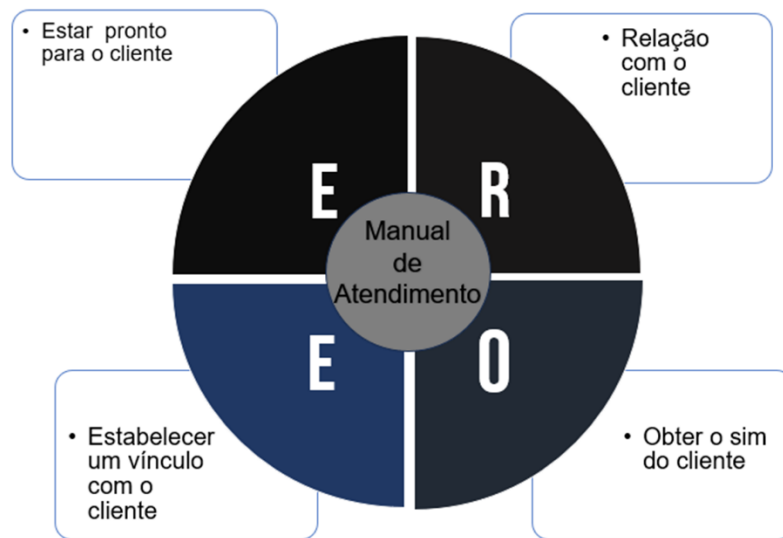 • Estar pronto
para o cliente
• Relação
com o
cliente
E
R
Manual
de
Atendimento
E
O
• Estabelecer
um vínculo
com o
cliente
• Obter o sim
do cliente